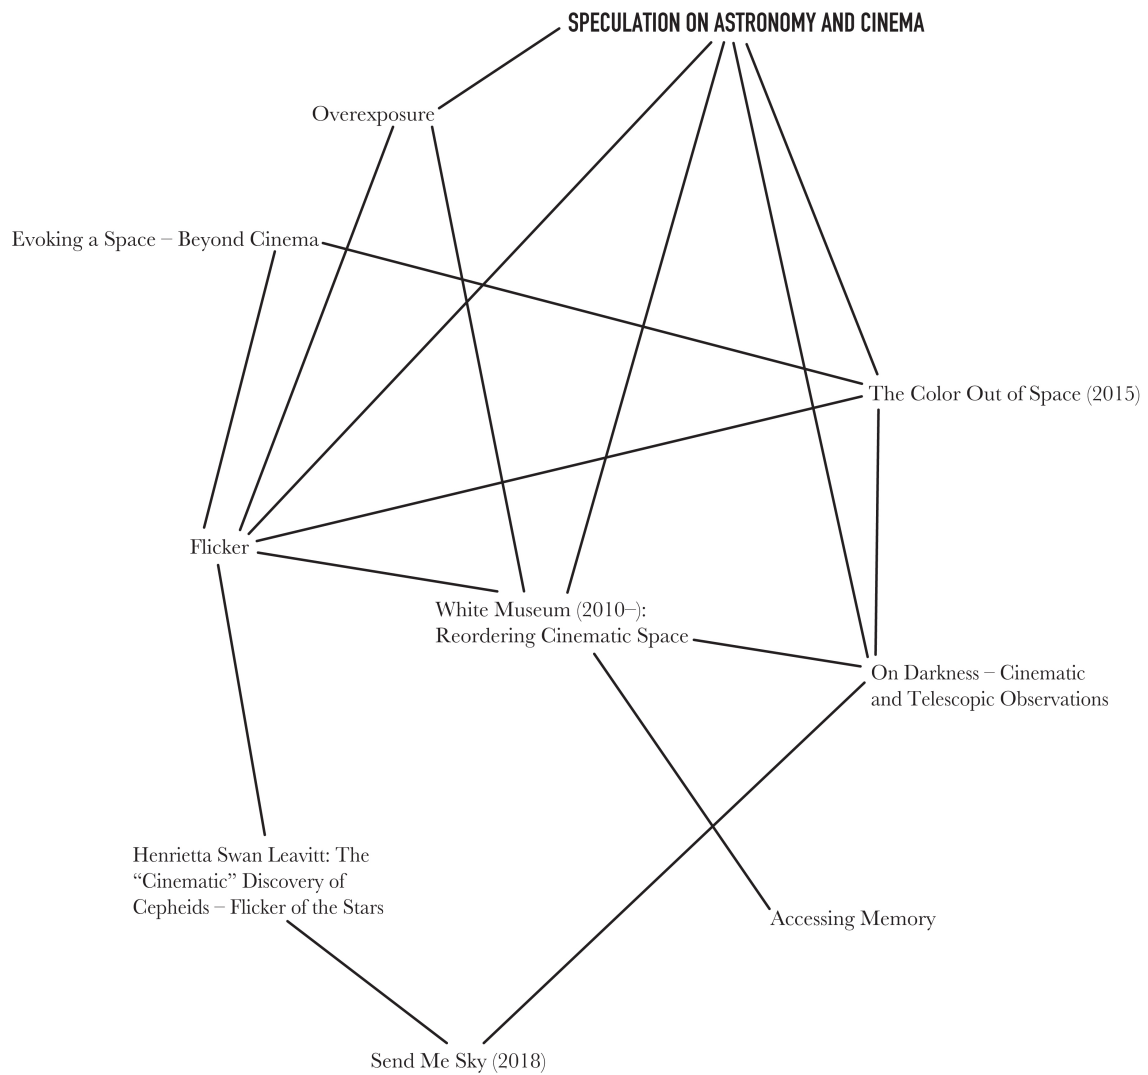 SPECULATION ON ASTRONOMY AND CINEMA
Overexposure
Evoking a Space – Beyond Cinema
The Color Out of Space (2015)
Flicker
White Museum (2010–):
Reordering Cinematic Space
On Darkness – Cinematic
and Telescopic Observations
Henrietta Swan Leavitt: The
“Cinematic” Discovery of
Cepheids – Flicker of the Stars
Accessing Memory
Send Me Sky (2018)